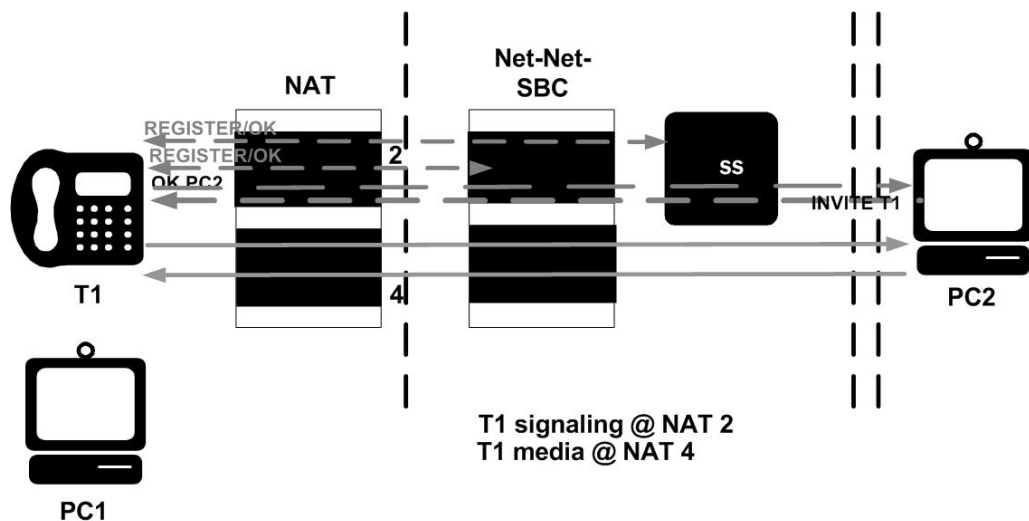 Net-Net-
SBC
NAT
REGISTER/OK
REGISTER/OK
2
OK PC2
SS
INVITE T1
T1
4
PC2
T1 signaling @ NAT 2
T1 media @ NAT 4
PC1